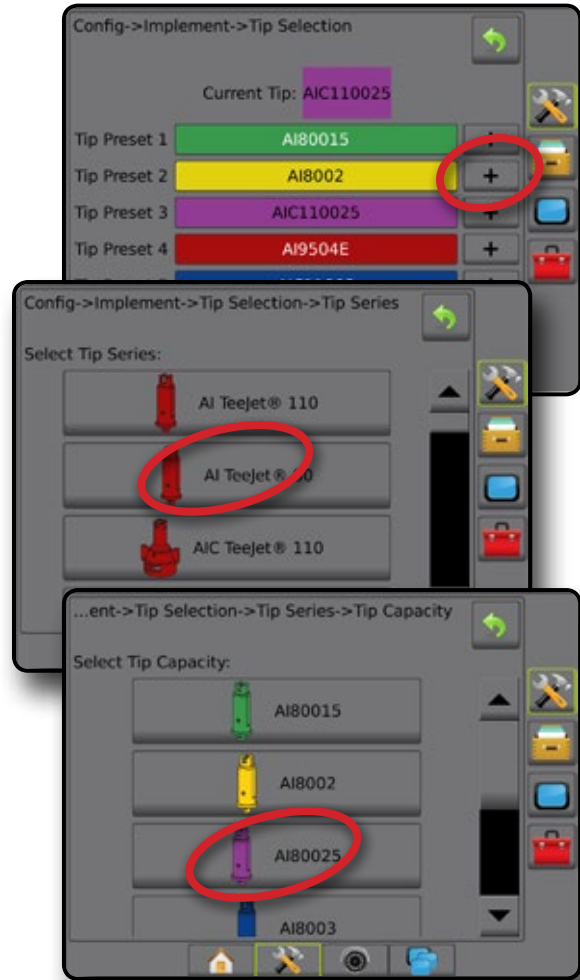 Config->Implement->Tip Selection
Current Tip: AIC110025
Tip Preset 1 AI80015 +
Tip Preset 2 AI8002 +
Tip Preset 3 AIC110025 +
Tip Preset 4 AI9504E +
Config->Implement->Tip Selection->Tip Series
Select Tip Series:
AI TeeJet® 110
AI TeeJet®
AIC TeeJet® 110
...ent->Tip Selection->Tip Series->Tip Capacity
Select Tip Capacity:
AI80015
AI8002
AI80025
AI8003